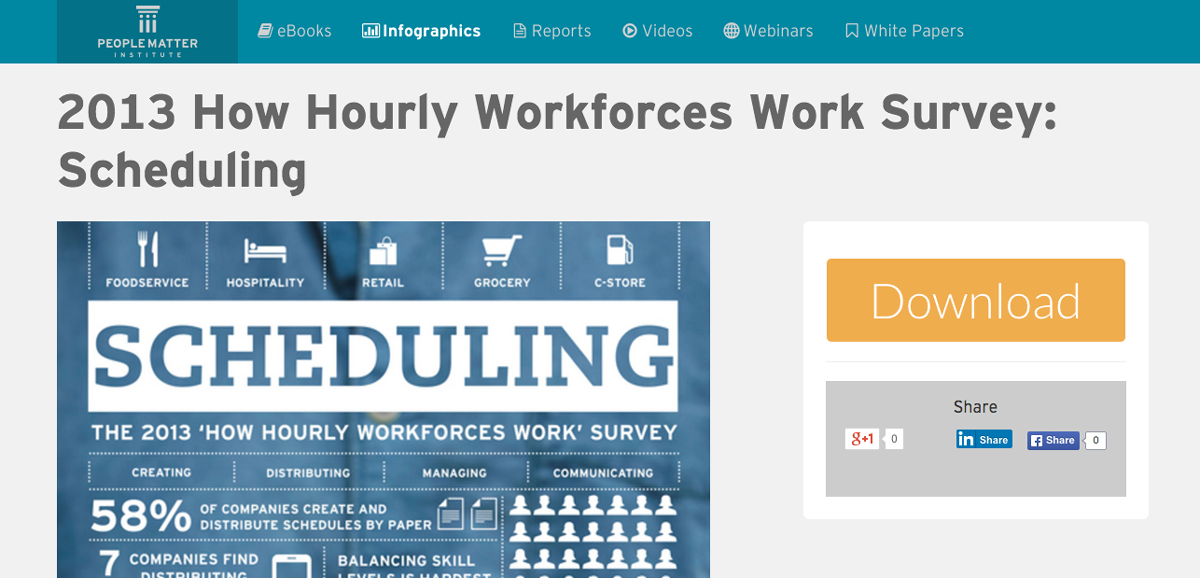 PEOPLEMATTER
INSTITUTE
eBooks
Infographics
Reports
Videos
Webinars
White Papers
2013 How Hourly Workforces Work Survey:
Scheduling
FOODSERVICE
HOSPITALITY
RETAIL
GROCERY
C-STORE
SCHEDULING
THE 2013 ‘HOW HOURLY WORKFORCES WORK’ SURVEY
CREATING
DISTRIBUTING
MANAGING
COMMUNICATING
58% OF COMPANIES CREATE AND
DISTRIBUTE SCHEDULES BY PAPER
7 COMPANIES FIND
DISTRIBUTING
BALANCING SKILL
LEVELS IS HARDEST
Download
Share
g+1 0
in Share
f Share 0